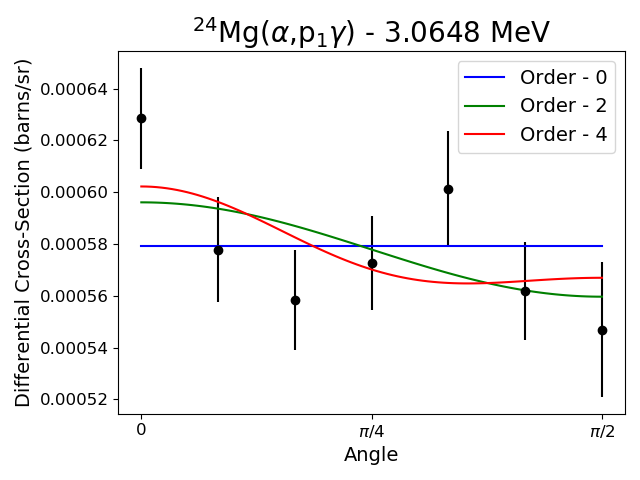 ²⁴Mg(α,p₁γ) - 3.0648 MeV
Differential Cross-Section (barns/sr)
0.00064
0.00062
0.00060
0.00058
0.00056
0.00054
0.00052
Order - 0
Order - 2
Order - 4
0
π/4
π/2
Angle